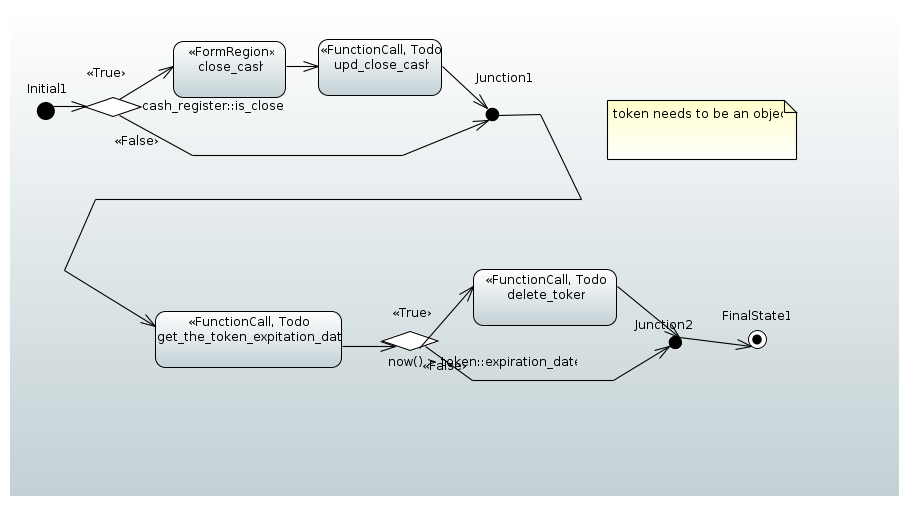 «FormRegion»
close_cash
«FunctionCall, Todo
upd_close_cash
«True»
Junction1
Initial1
cash_register::is_close
token needs to be an objec
«False»
«FunctionCall, Todo
delete_token
«True»
FinalState1
«FunctionCall, Todo
get_the_token_expitation_dat
Junction2
now() > token::expiration_date
«False»